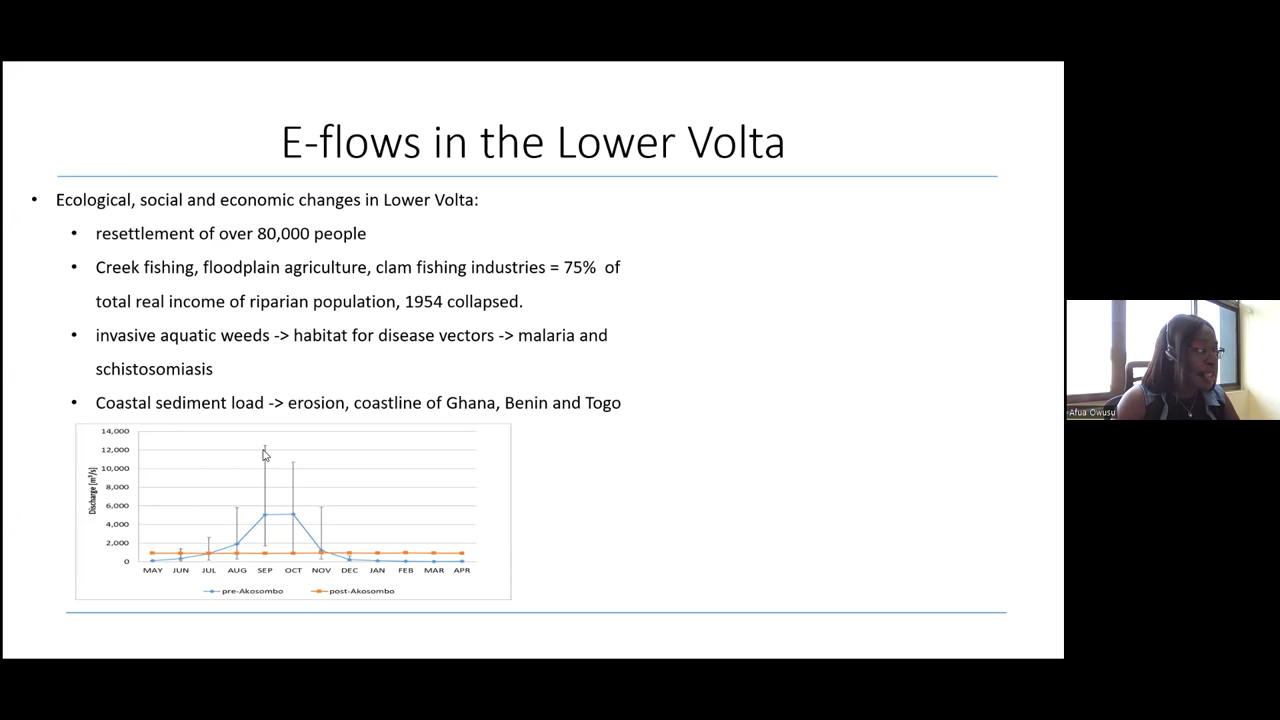 E-flows in the Lower Volta
• Ecological, social and economic changes in Lower Volta:
• resettlement of over 80,000 people
• Creek fishing, floodplain agriculture, clam fishing industries = 75%  of
total real income of riparian population, 1954 collapsed.
• invasive aquatic weeds -> habitat for disease vectors -> malaria and
schistosomiasis
• Coastal sediment load -> erosion, coastline of Ghana, Benin and Togo
Discharge [m³/s]
14,000
12,000
10,000
8,000
6,000
4,000
2,000
0
MAY JUN JUL AUG SEP OCT NOV DEC JAN FEB MAR APR
pre-Akosombo post-Akosombo
Afua Owusu